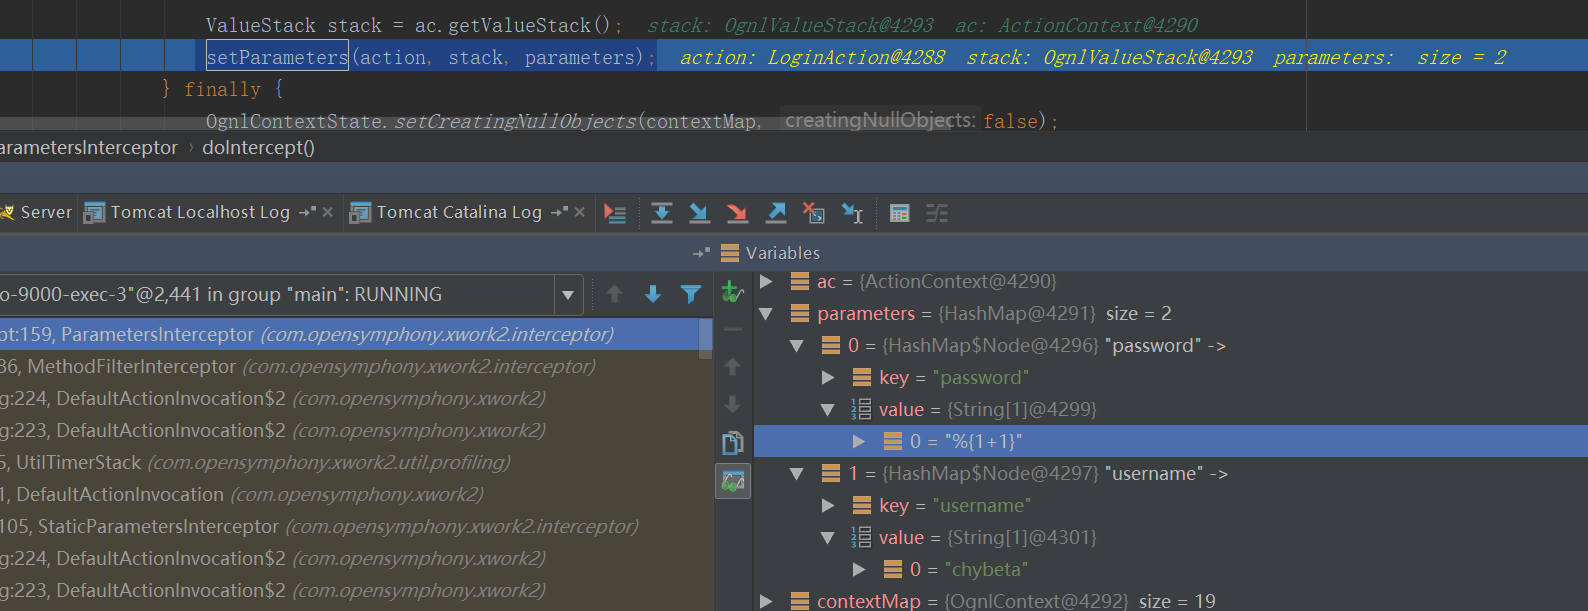 ValueStack stack = ac.getValueStack(); stack: OgnlValueStack@4293 ac: ActionContext@4290
setParameters(action, stack, parameters); action: LoginAction@4288 stack: OgnlValueStack@4293 parameters: size = 2
} finally {
OgnlContextState.setCreatingNullObjects(contextMap, creatingNullObjects: false);
arametersInterceptor › doIntercept()
Server Tomcat Localhost Log Tomcat Catalina Log
Variables
o-9000-exec-3"@2,441 in group "main": RUNNING
pt:159, ParametersInterceptor (com.opensymphony.xwork2.interceptor)
86, MethodFilterInterceptor (com.opensymphony.xwork2.interceptor)
g:224, DefaultActionInvocation$2 (com.opensymphony.xwork2)
g:223, DefaultActionInvocation$2 (com.opensymphony.xwork2)
5, UtilTimerStack (com.opensymphony.xwork2.util.profiling)
1, DefaultActionInvocation (com.opensymphony.xwork2)
105, StaticParametersInterceptor (com.opensymphony.xwork2.interceptor)
g:224, DefaultActionInvocation$2 (com.opensymphony.xwork2)
g:223, DefaultActionInvocation$2 (com.opensymphony.xwork2)
ac = {ActionContext@4290}
parameters = {HashMap@4291} size = 2
0 = {HashMap$Node@4296} "password" ->
key = "password"
value = {String[1]@4299}
0 = "%{1+1}"
1 = {HashMap$Node@4297} "username" ->
key = "username"
value = {String[1]@4301}
0 = "chybeta"
contextMap = {OgnlContext@4292} size = 19